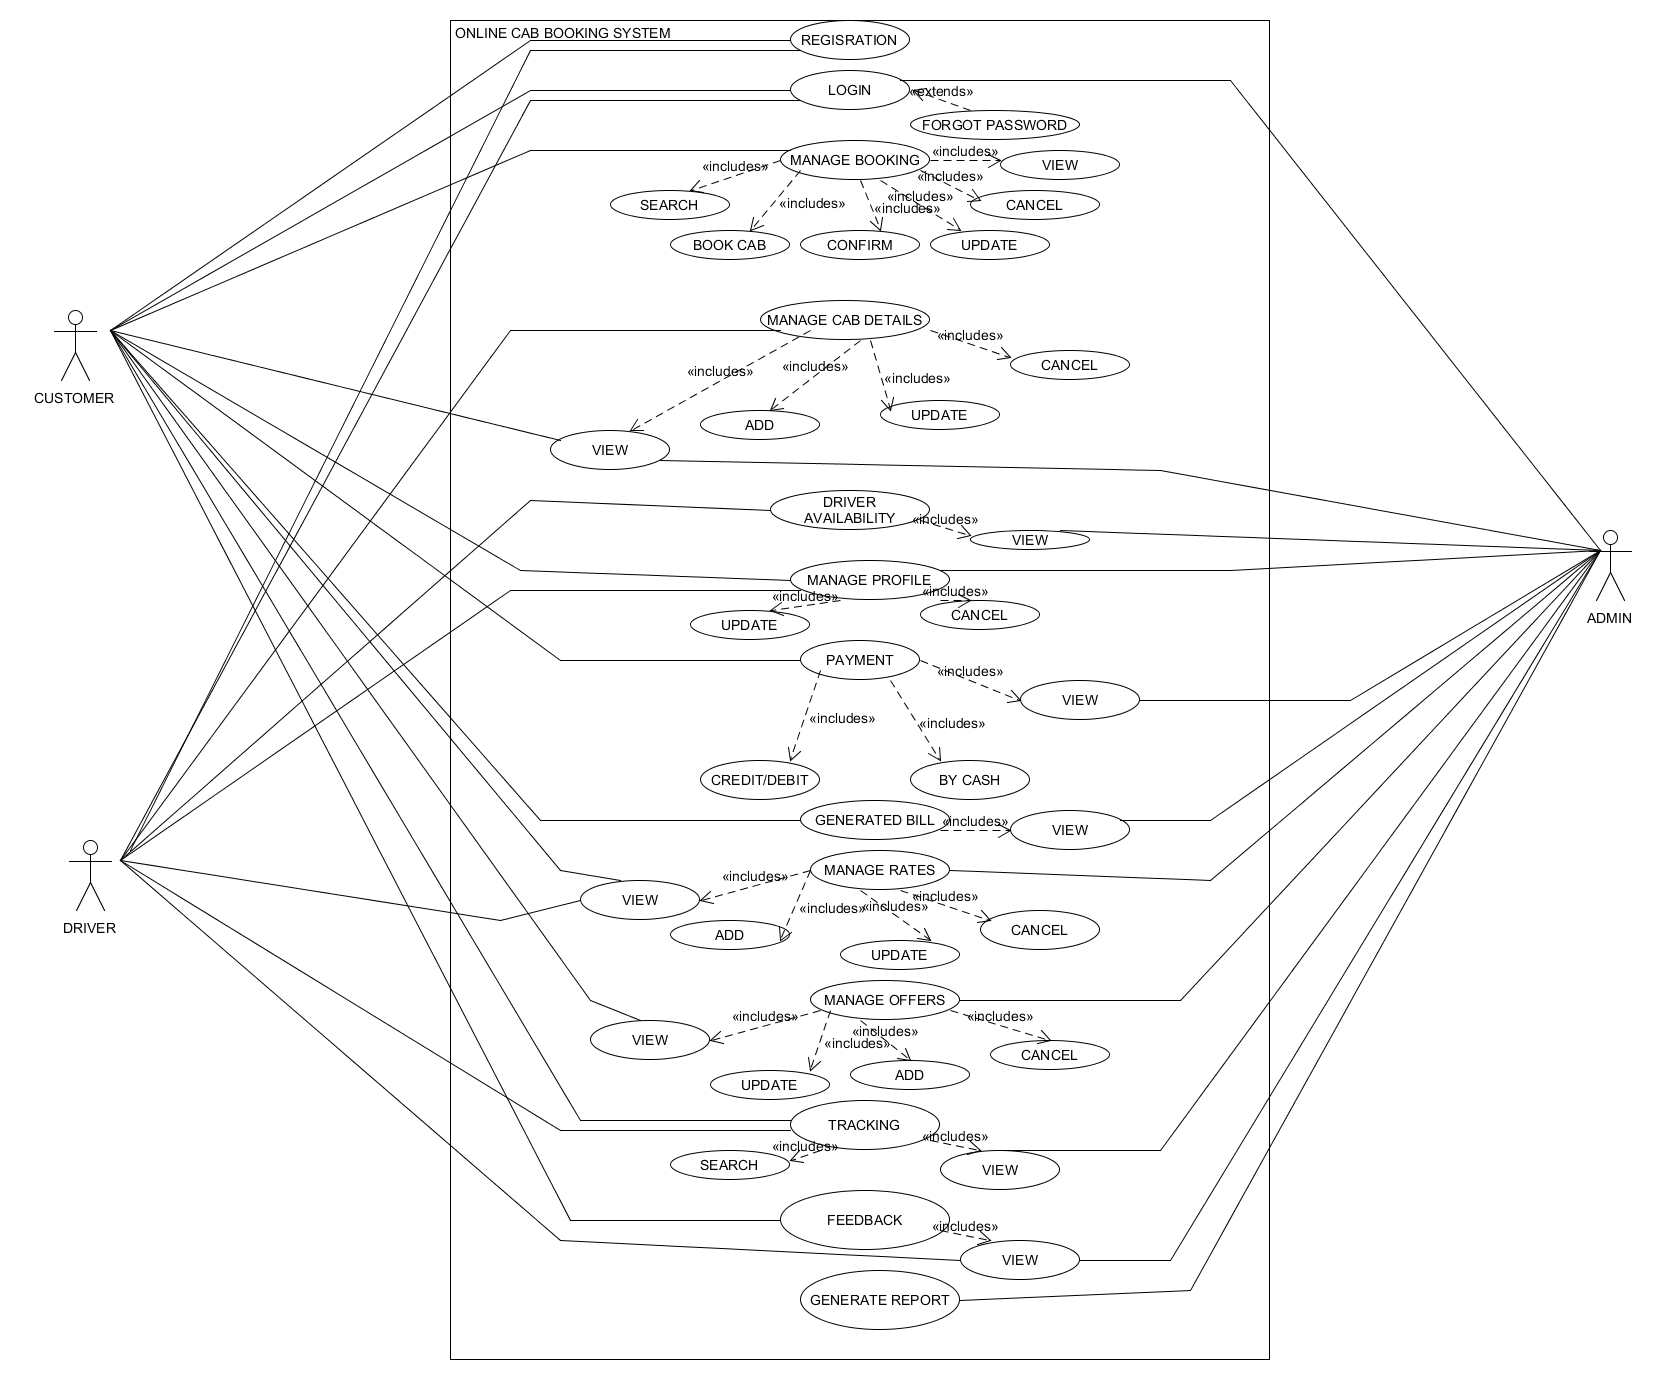 ONLINE CAB BOOKING SYSTEM
REGISRATION
LOGIN
«extends»
FORGOT PASSWORD
MANAGE BOOKING
«includes»
VIEW
«includes»
SEARCH
«includes»
CANCEL
«includes»
«includes»
«includes»
BOOK CAB
CONFIRM
UPDATE
CUSTOMER
MANAGE CAB DETAILS
«includes»
CANCEL
«includes»
«includes»
«includes»
ADD
UPDATE
VIEW
DRIVER
AVAILABILITY
«includes»
VIEW
ADMIN
MANAGE PROFILE
«includes»
«includes»
UPDATE
CANCEL
PAYMENT
«includes»
VIEW
«includes»
«includes»
CREDIT/DEBIT
BY CASH
GENERATED BILL
«includes»
VIEW
DRIVER
MANAGE RATES
«includes»
VIEW
«includes»
«includes»
«includes»
ADD
CANCEL
UPDATE
MANAGE OFFERS
«includes»
«includes»
«includes»
«includes»
VIEW
CANCEL
UPDATE
ADD
TRACKING
«includes»
«includes»
SEARCH
VIEW
FEEDBACK
«includes»
VIEW
GENERATE REPORT